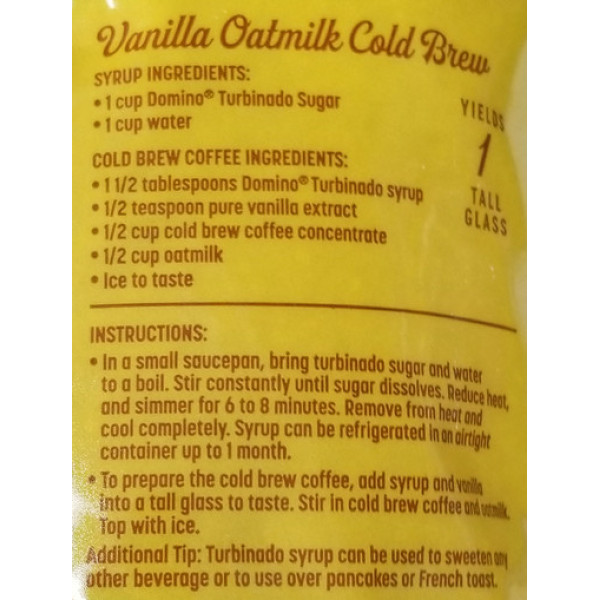 Vanilla Oatmilk Cold Brew
SYRUP INGREDIENTS:
• 1 cup Domino® Turbinado Sugar
• 1 cup water
YIELDS
1
TALL
GLASS
COLD BREW COFFEE INGREDIENTS:
• 1 1/2 tablespoons Domino® Turbinado syrup
• 1/2 teaspoon pure vanilla extract
• 1/2 cup cold brew coffee concentrate
• 1/2 cup oatmilk
• Ice to taste
INSTRUCTIONS:
• In a small saucepan, bring turbinado sugar and water
to a boil. Stir constantly until sugar dissolves. Reduce heat,
and simmer for 6 to 8 minutes. Remove from heat and
cool completely. Syrup can be refrigerated in an airtight
container up to 1 month.
• To prepare the cold brew coffee, add syrup and vanilla
into a tall glass to taste. Stir in cold brew coffee and oatmilk.
Top with ice.
Additional Tip: Turbinado syrup can be used to sweeten any
other beverage or to use over pancakes or French toast.